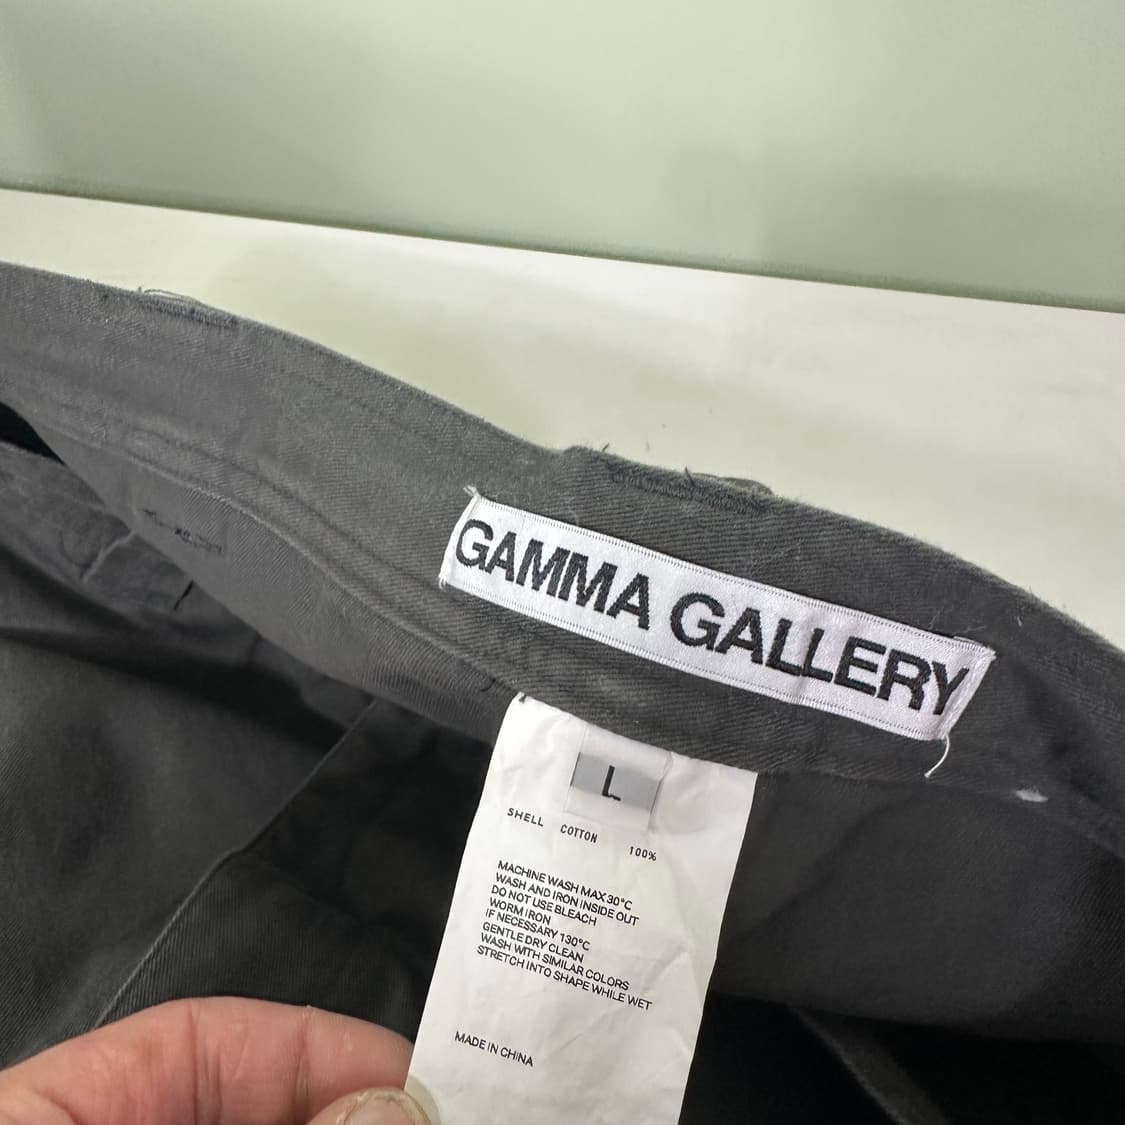 GAMMA GALLERY
L
SHELL COTTON 100%
MACHINE WASH MAX 30°C
WASH AND IRON INSIDE OUT
DO NOT USE BLEACH
WORM IRON
IF NECESSARY 130°C
GENTLE DRY CLEAN
WASH WITH SIMILAR COLORS
STRETCH INTO SHAPE WHILE WET
MADE IN CHINA